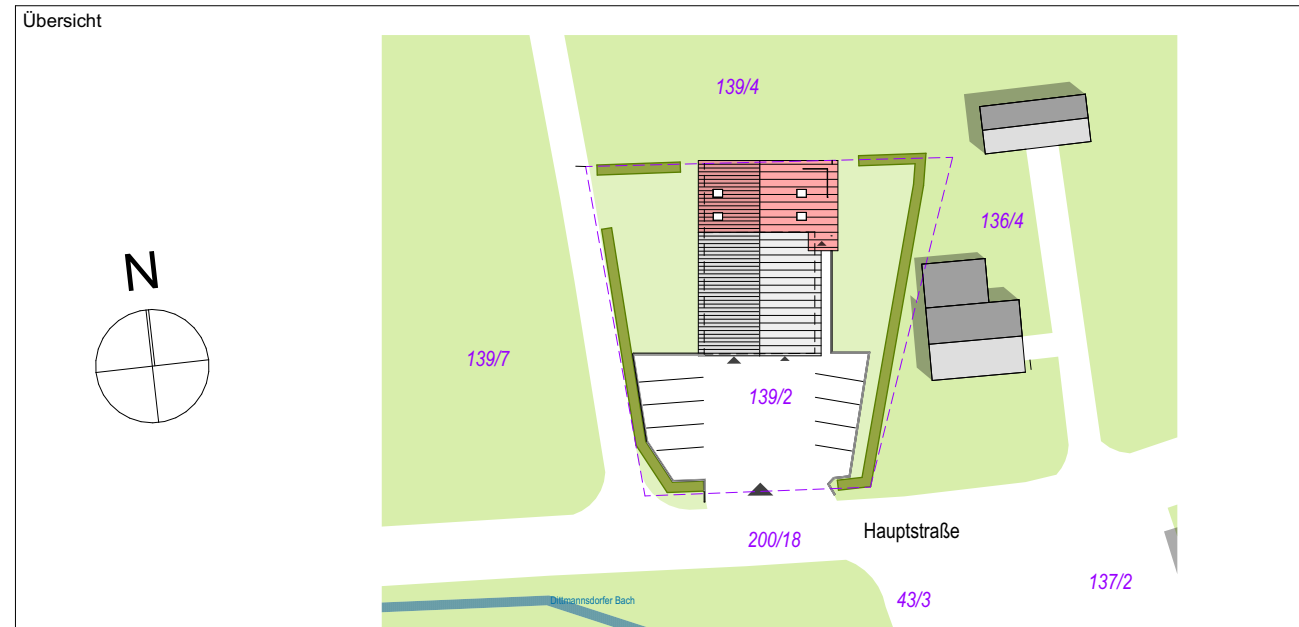 Übersicht
139/4
136/4
N
139/7
139/2
Hauptstraße
200/18
137/2
43/3
Dittmannsdorfer Bach